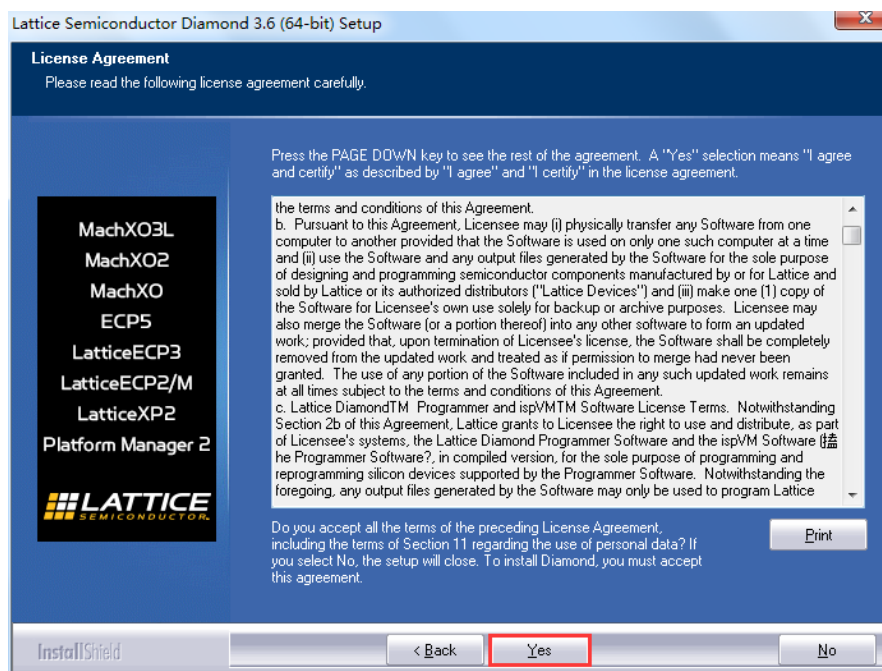 Lattice Semiconductor Diamond 3.6 (64-bit) Setup
License Agreement
Please read the following license agreement carefully.
Press the PAGE DOWN key to see the rest of the agreement. A "Yes" selection means "I agree
and certify" as described by "I agree" and "I certify" in the license agreement.
MachXO3L
MachXO2
MachXO
ECP5
LatticeECP3
LatticeECP2/M
LatticeXP2
Platform Manager 2
LATTICE
SEMICONDUCTOR.
the terms and conditions of this Agreement.
b. Pursuant to this Agreement, Licensee may (i) physically transfer any Software from one
computer to another provided that the Software is used on only one such computer at a time
and (ii) use the Software and any output files generated by the Software for the sole purpose
of designing and programming semiconductor components manufactured by or for Lattice and
sold by Lattice or its authorized distributors ("Lattice Devices") and (iii) make one (1) copy of
the Software for Licensee's own use solely for backup or archive purposes. Licensee may
also merge the Software (or a portion thereof) into any other software to form an updated
work; provided that, upon termination of Licensee's license, the Software shall be completely
removed from the updated work and treated as if permission to merge had never been
granted. The use of any portion of the Software included in any such updated work remains
at all times subject to the terms and conditions of this Agreement.
c. Lattice DiamondTM Programmer and ispVMTM Software License Terms. Notwithstanding
Section 2b of this Agreement, Lattice grants to Licensee the right to use and distribute, as part
of Licensee's systems, the Lattice Diamond Programmer Software and the ispVM Software (搕
he Programmer Software?, in compiled version, for the sole purpose of programming and
reprogramming silicon devices supported by the Programmer Software. Notwithstanding the
foregoing, any output files generated by the Software may only be used to program Lattice
Do you accept all the terms of the preceding License Agreement,
including the terms of Section 11 regarding the use of personal data? If
you select No, the setup will close. To install Diamond, you must accept
this agreement.
Print
InstallShield
< Back
Yes
No